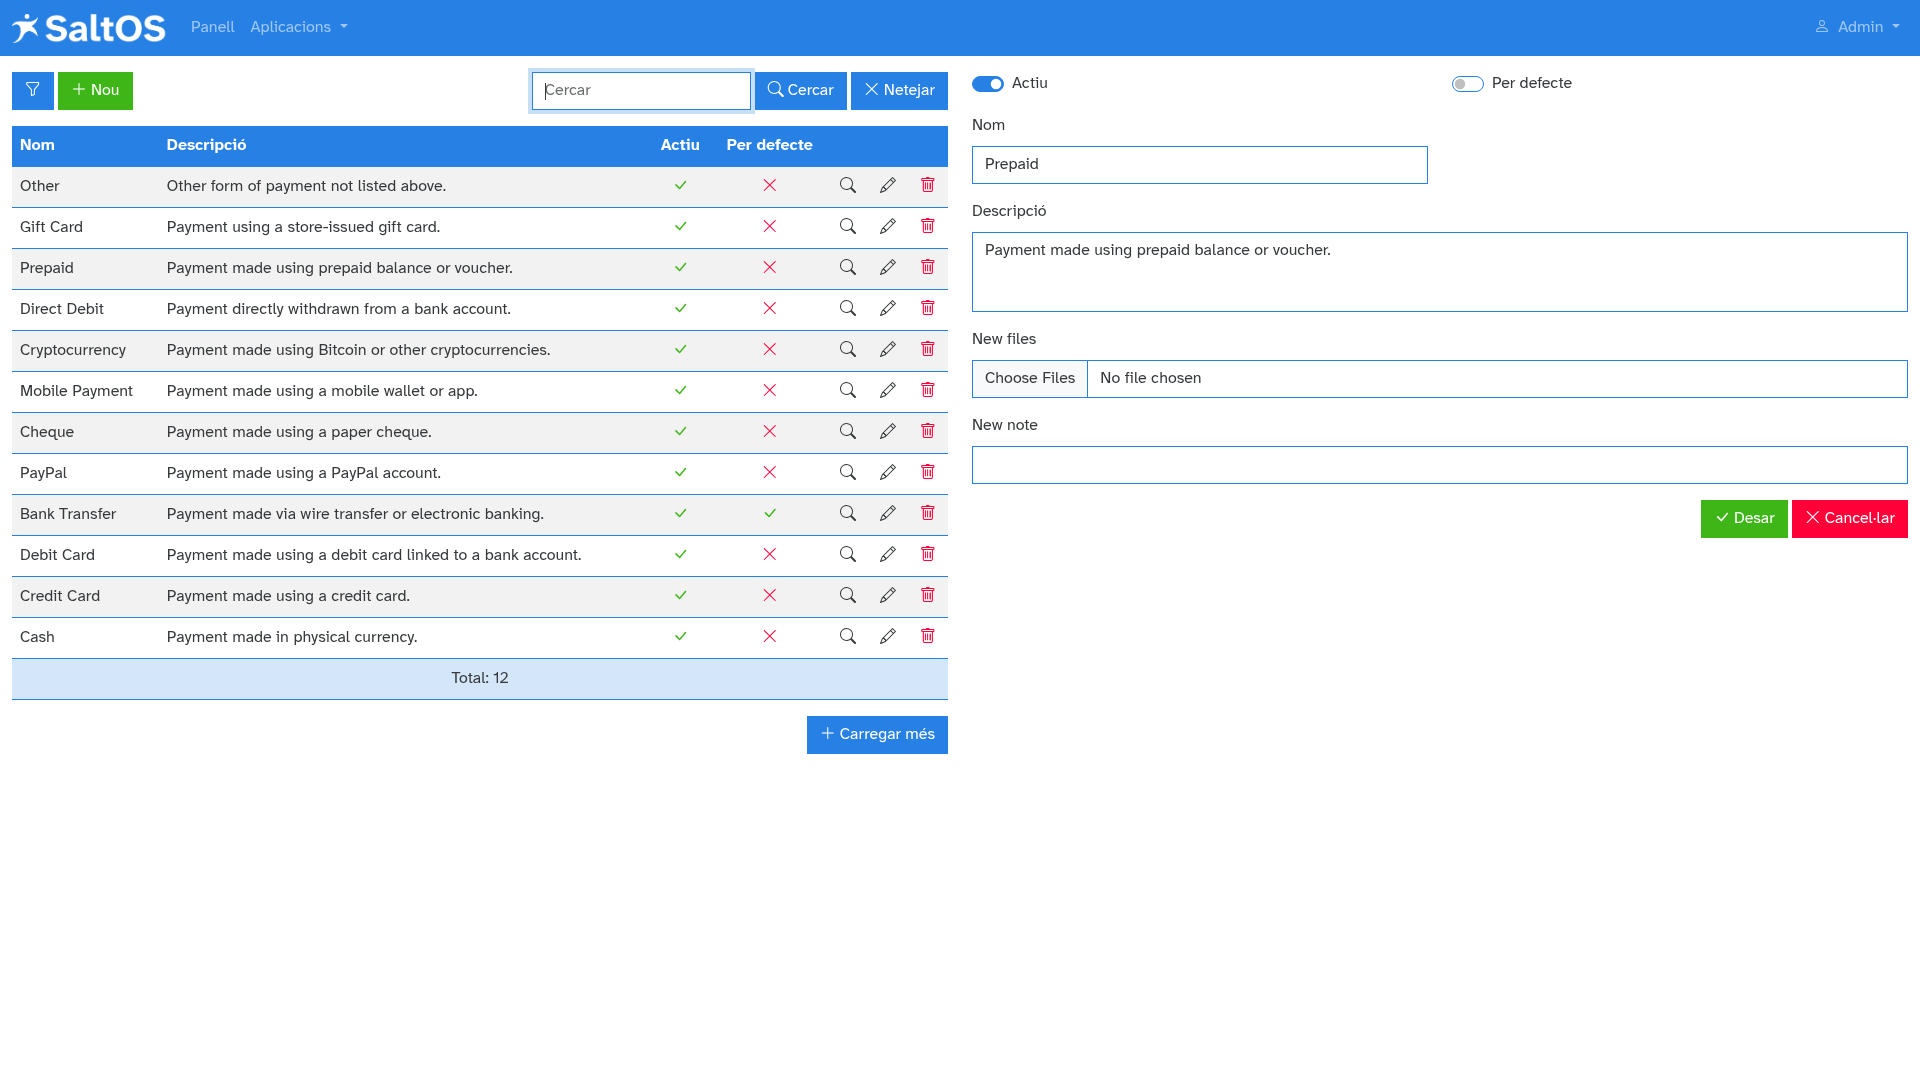 SaltOS Panell Aplicacions Admin
Nou Cercar Cercar Netejar
Nom Descripció Actiu Per defecte
Other Other form of payment not listed above.
Gift Card Payment using a store-issued gift card.
Prepaid Payment made using prepaid balance or voucher.
Direct Debit Payment directly withdrawn from a bank account.
Cryptocurrency Payment made using Bitcoin or other cryptocurrencies.
Mobile Payment Payment made using a mobile wallet or app.
Cheque Payment made using a paper cheque.
PayPal Payment made using a PayPal account.
Bank Transfer Payment made via wire transfer or electronic banking.
Debit Card Payment made using a debit card linked to a bank account.
Credit Card Payment made using a credit card.
Cash Payment made in physical currency.
Total: 12
Carregar més
Actiu Per defecte
Nom
Prepaid
Descripció
Payment made using prepaid balance or voucher.
New files
Choose Files No file chosen
New note
Desar Cancel·lar